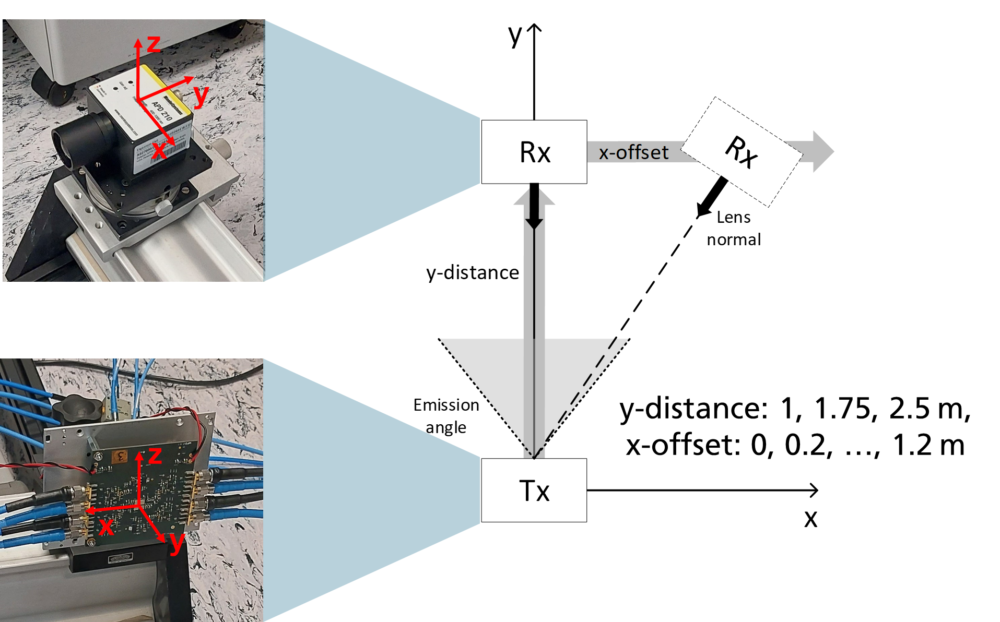 z
y
x
APD 210
y
Rx
x-offset
Rx
Lens
normal
y-distance
Emission
angle
y-distance: 1, 1.75, 2.5 m,
x-offset: 0, 0.2, ..., 1.2 m
z
x
y
3
Tx
x